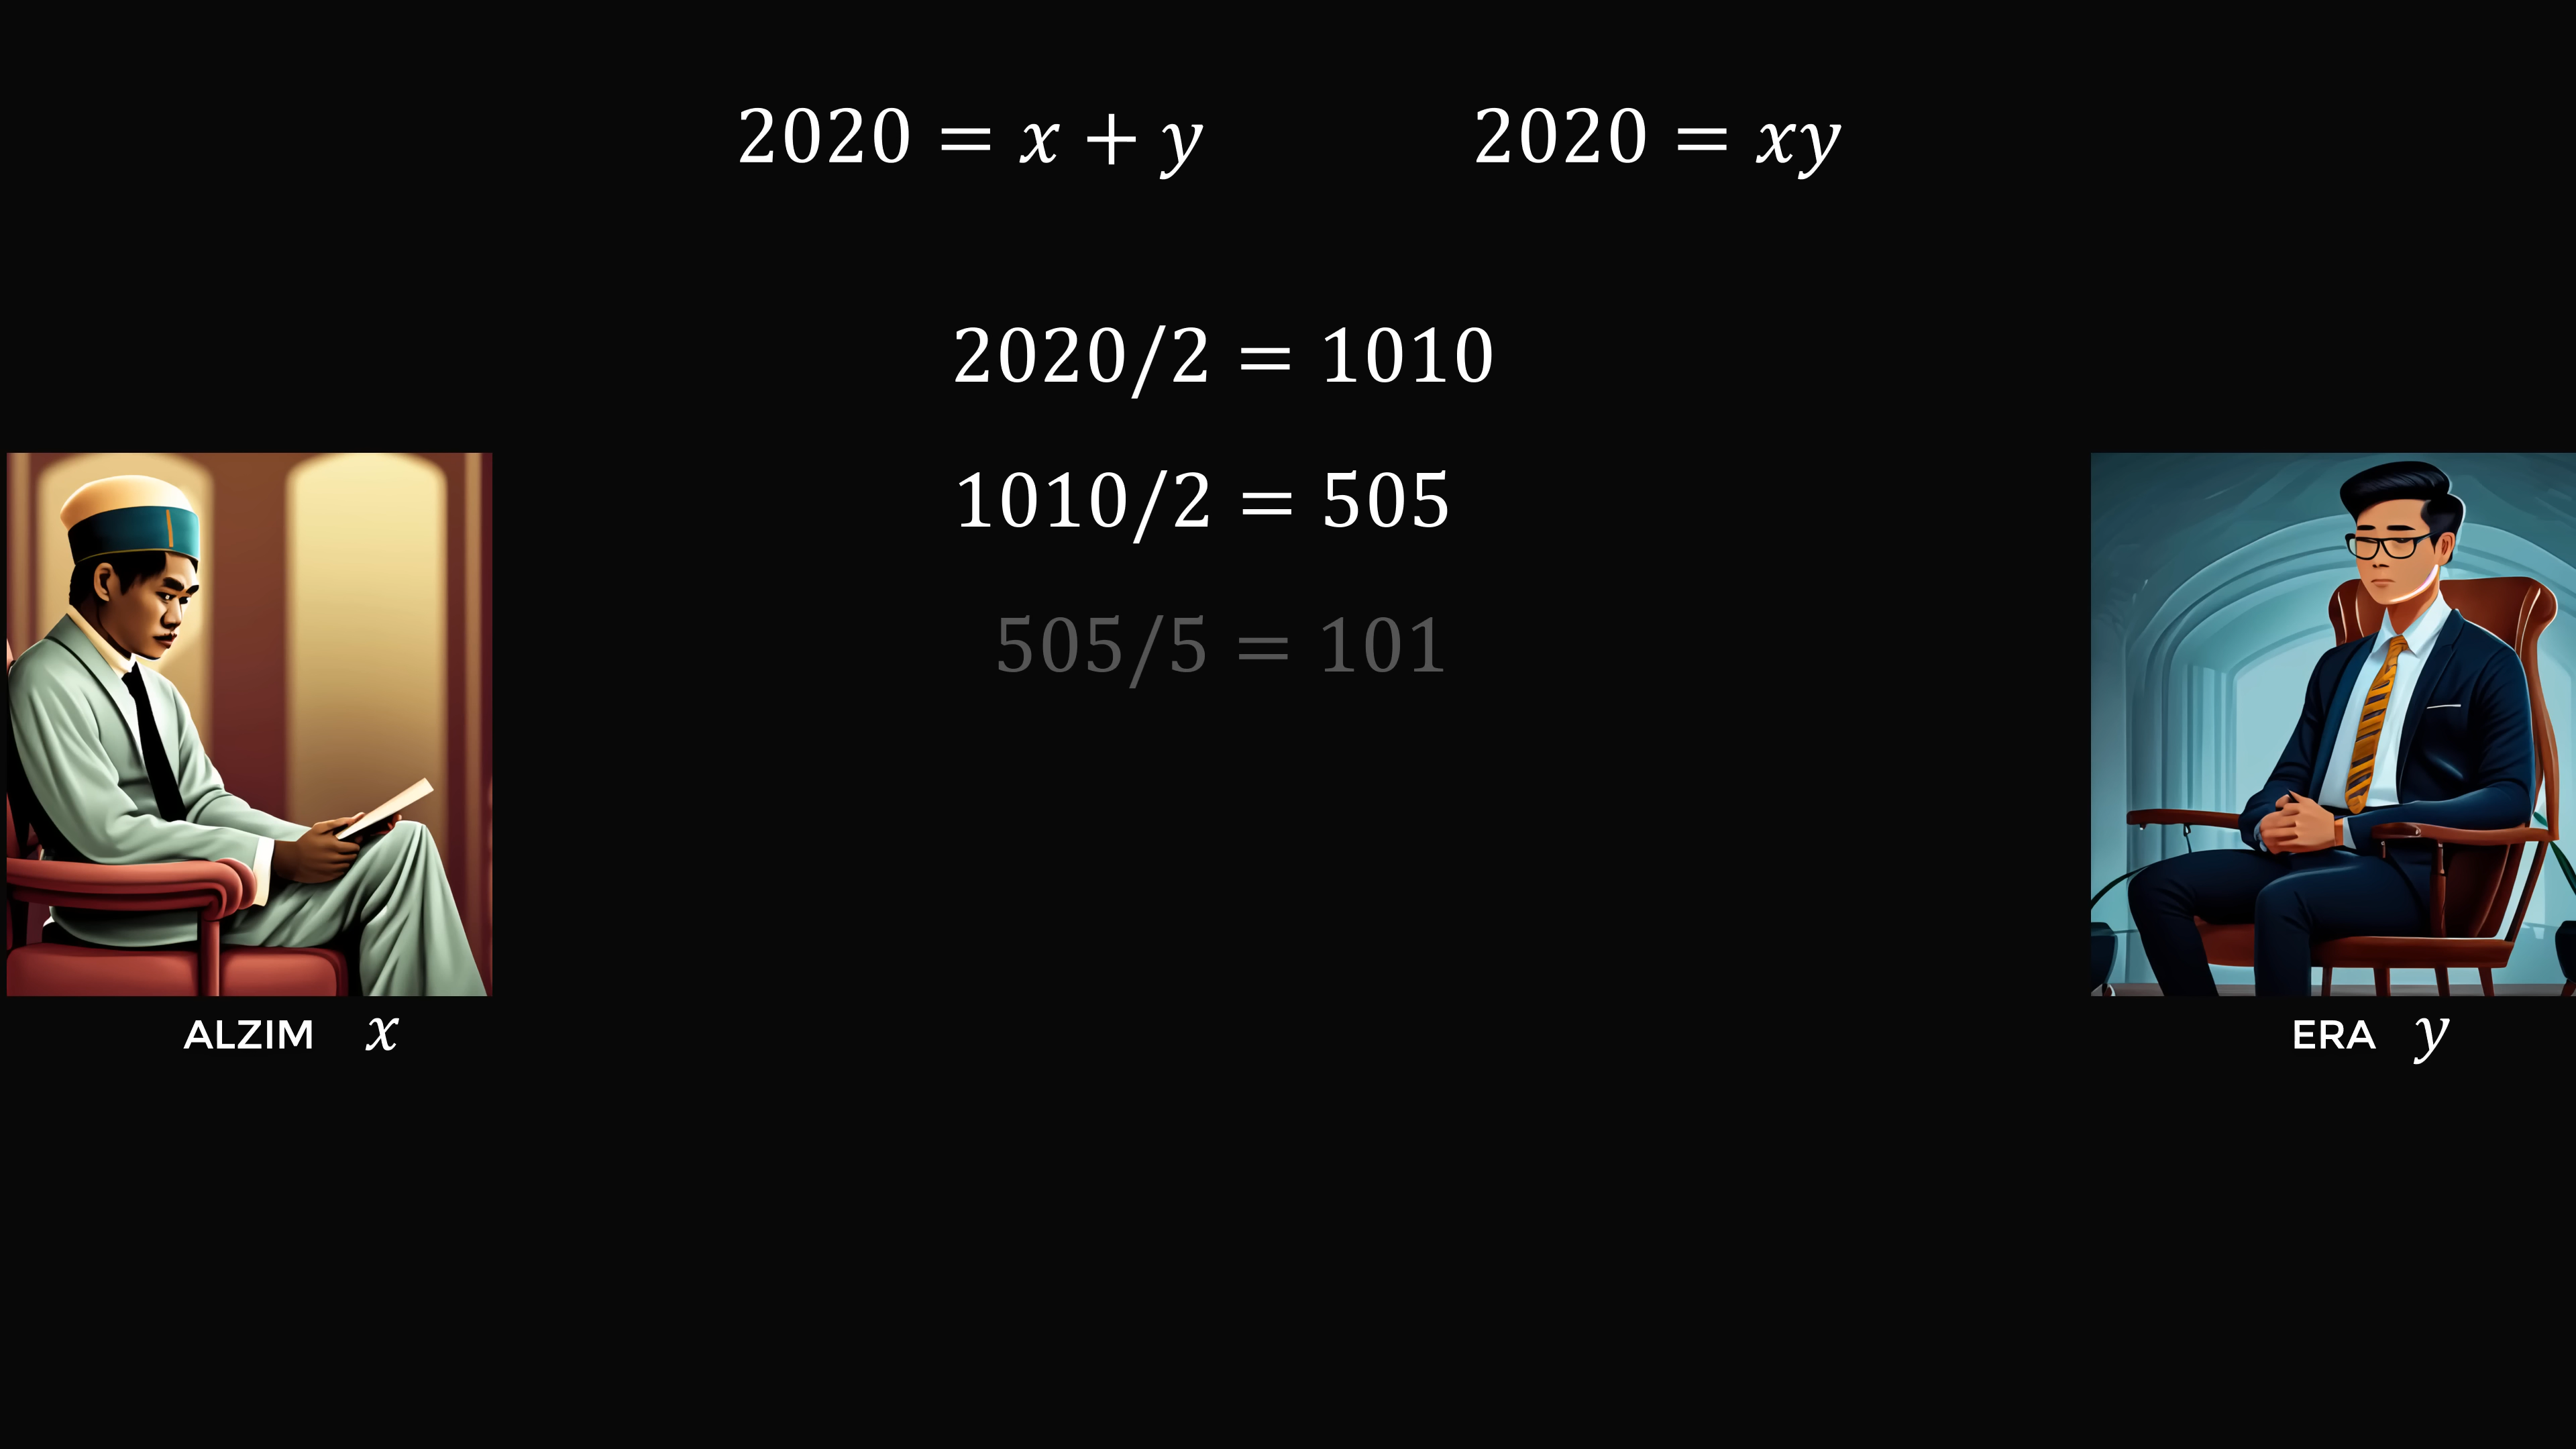 2020 = x + y
2020 = xy
2020/2 = 1010
1010/2 = 505
505/5 = 101
ALZIM x
ERA y